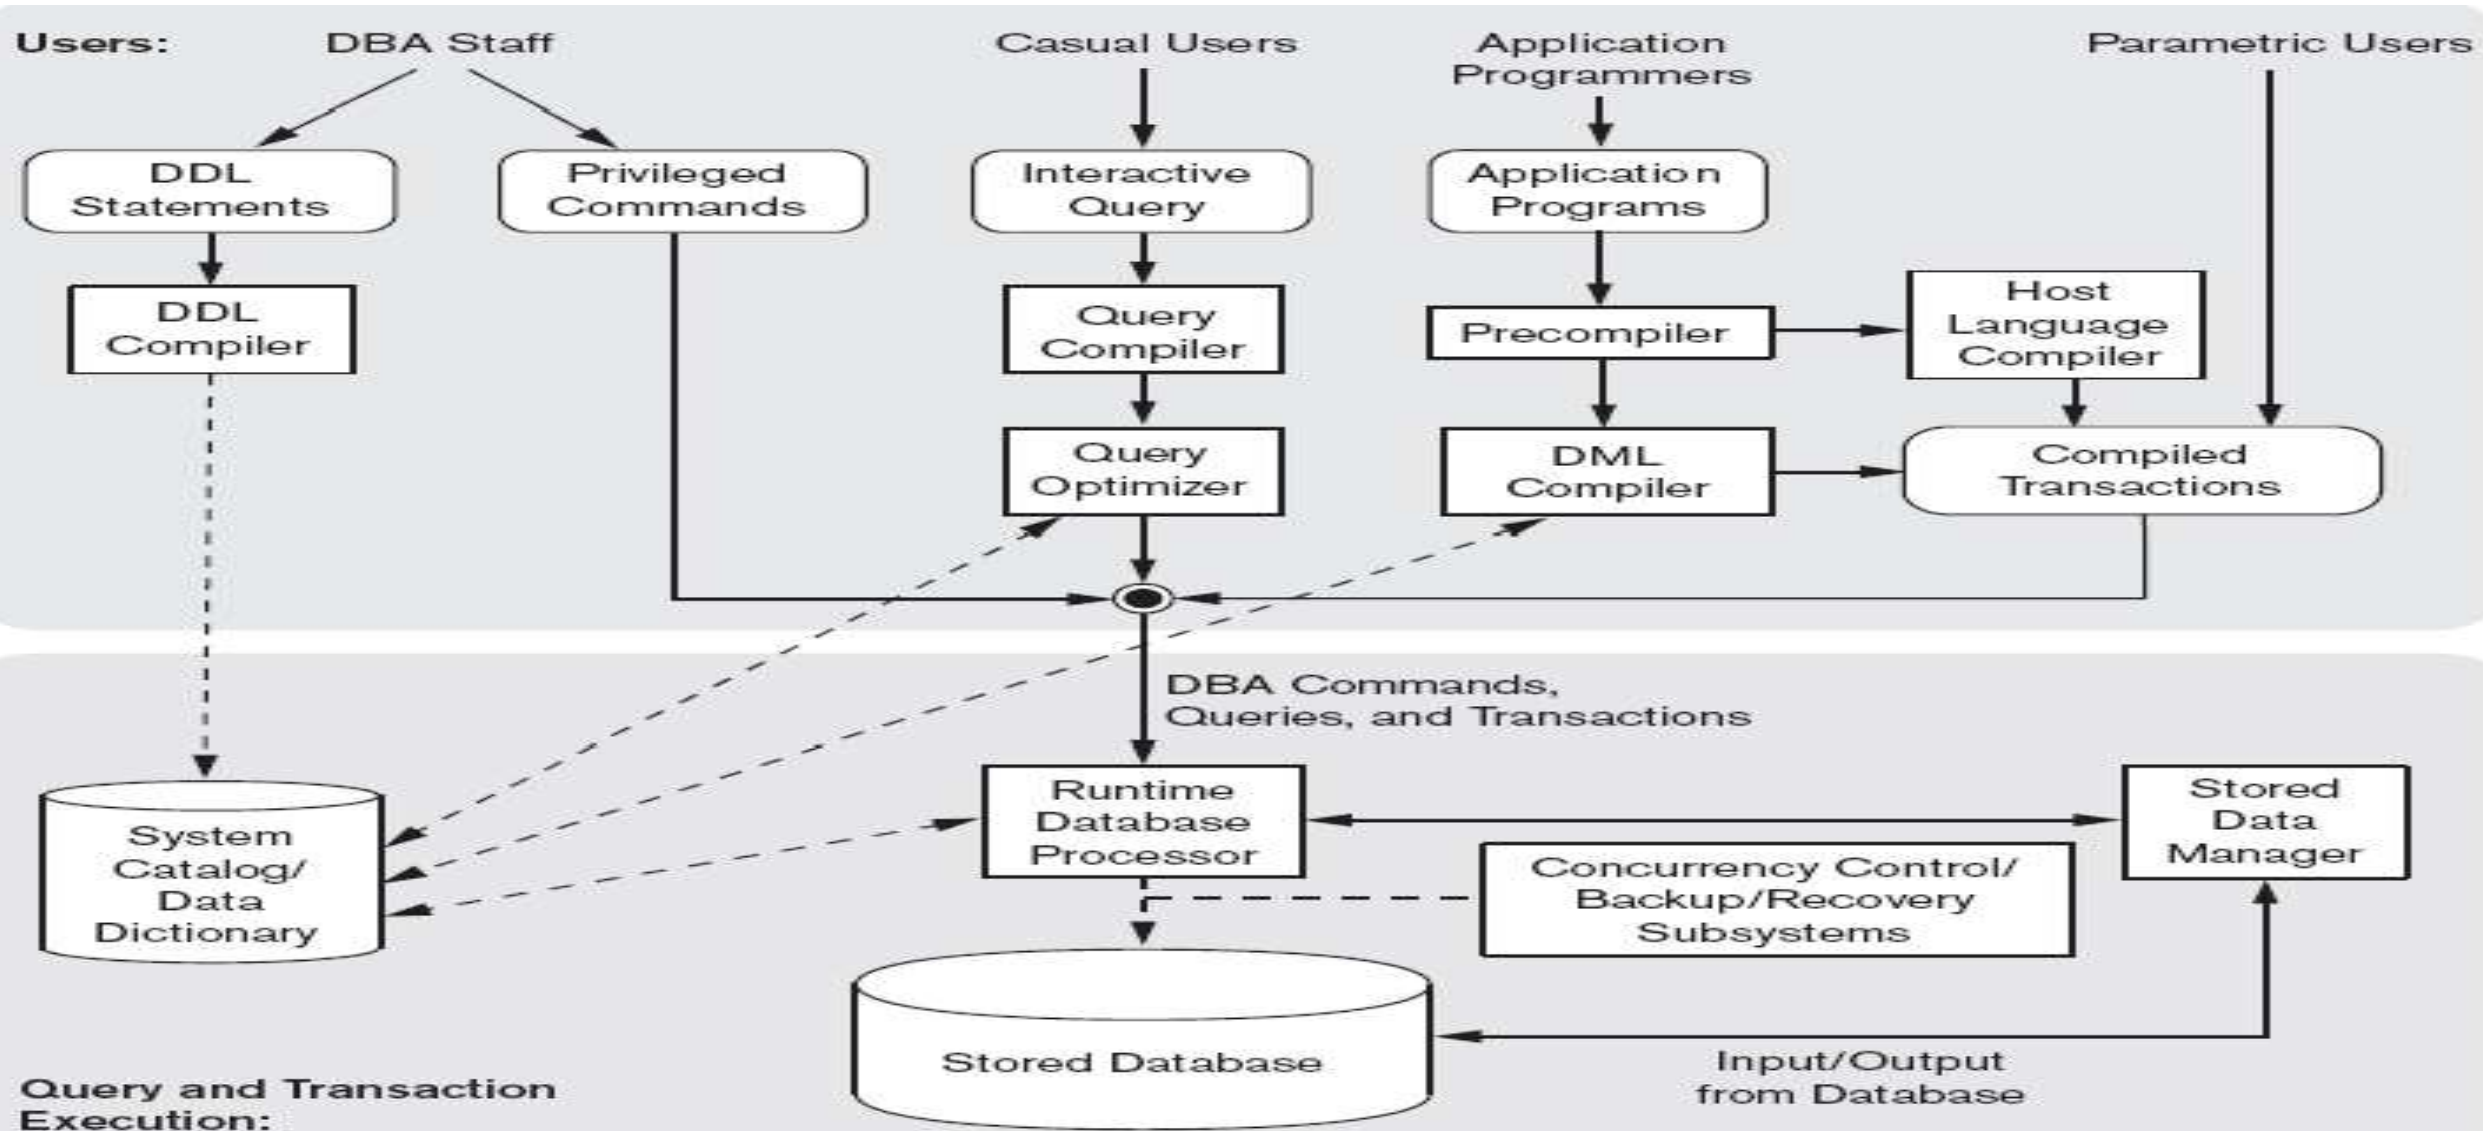 Users:
DBA Staff
Casual Users
Application
Programmers
Parametric Users
DDL
Statements
Privileged
Commands
Interactive
Query
Application
Programs
DDL
Compiler
Query
Compiler
Precompiler
Host
Language
Compiler
Query
Optimizer
DML
Compiler
Compiled
Transactions
DBA Commands,
Queries, and Transactions
System
Catalog/
Data
Dictionary
Runtime
Database
Processor
Stored
Data
Manager
Concurrency Control/
Backup/Recovery
Subsystems
Stored Database
Input/Output
from Database
Query and Transaction
Execution: